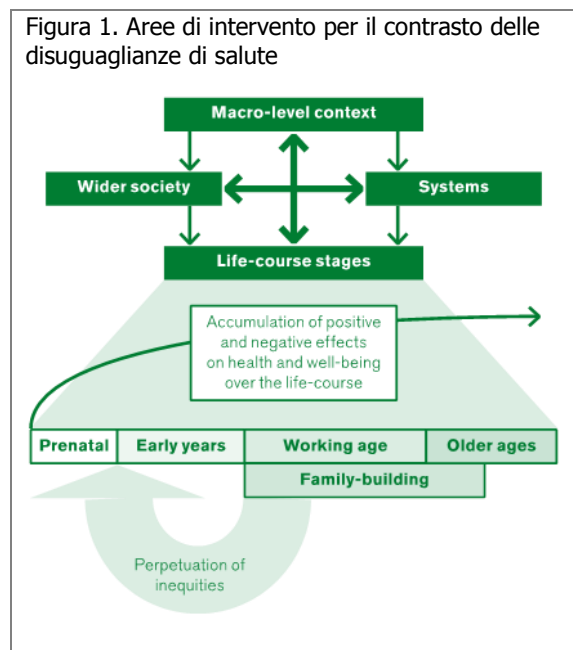 Figura 1. Aree di intervento per il contrasto delle
disuguaglianze di salute
Macro-level context
Wider society
Systems
Life-course stages
Accumulation of positive
and negative effects
on health and well-being
over the life-course
Prenatal
Early years
Working age
Older ages
Family-building
Perpetuation of
inequities